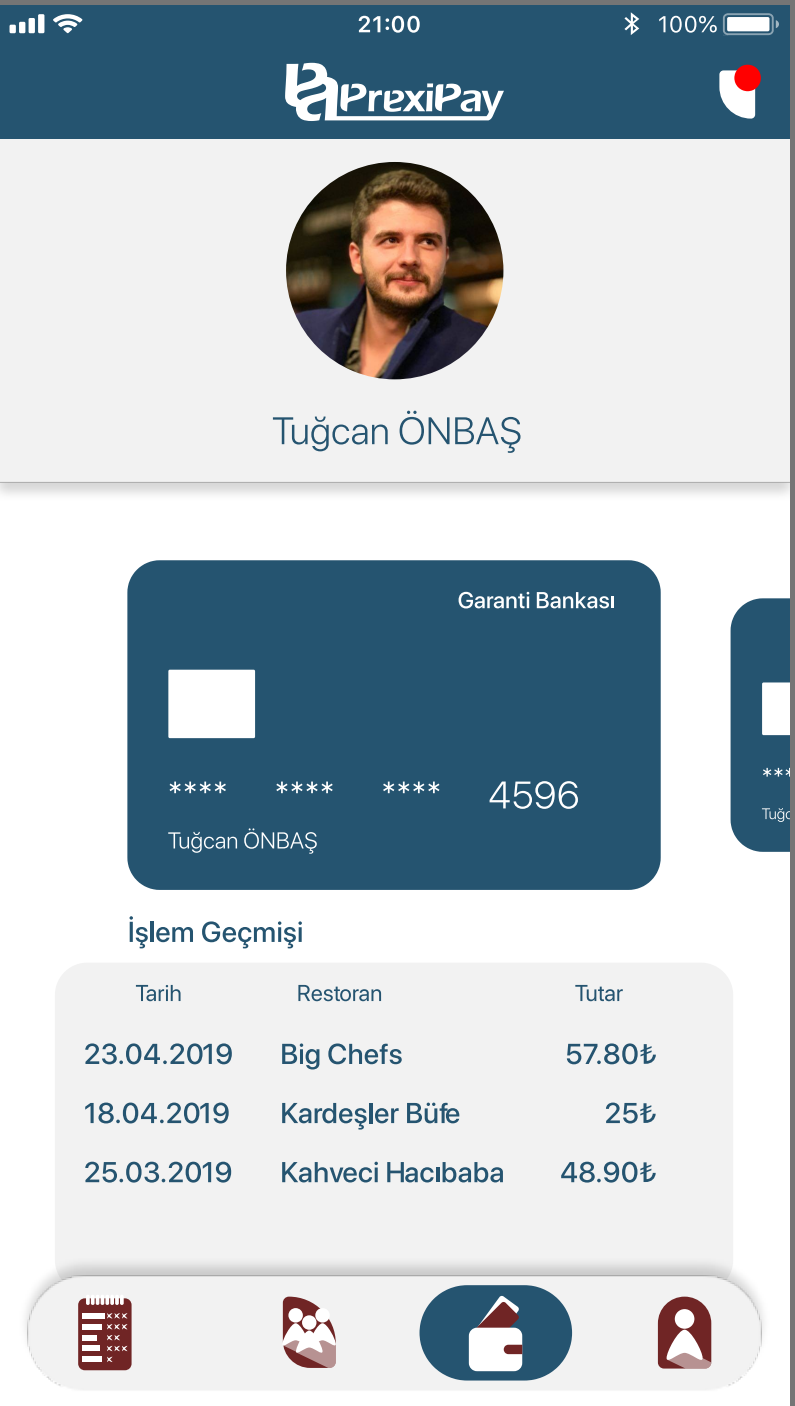 21:00 100%
PrexiPay
Tuğcan ÖNBAŞ
Garanti Bankası
**** **** **** 4596
***
Tuğcan ÖNBAŞ
Tuğc
İşlem Geçmişi
Tarih Restoran Tutar
23.04.2019 Big Chefs 57.80₺
18.04.2019 Kardeşler Büfe 25₺
25.03.2019 Kahveci Hacıbaba 48.90₺